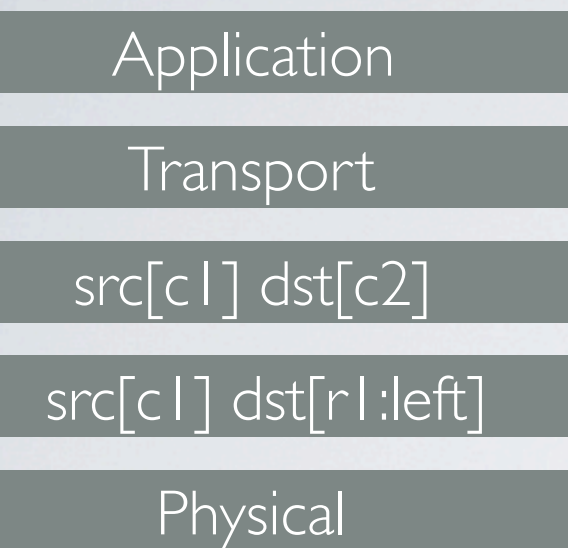 Application
Transport
src[c1] dst[c2]
src[c1] dst[r1:left]
Physical